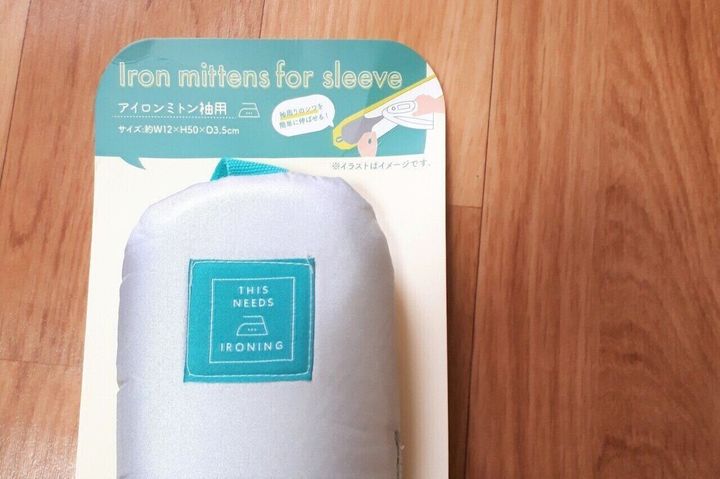 Iron mittens for sleeve
アイロンミトン袖用
サイズ:約W12×H50×D3.5cm
袖周りのシワを
簡単に伸ばせる!
※イラストはイメージです。
THIS
NEEDS
IRONING